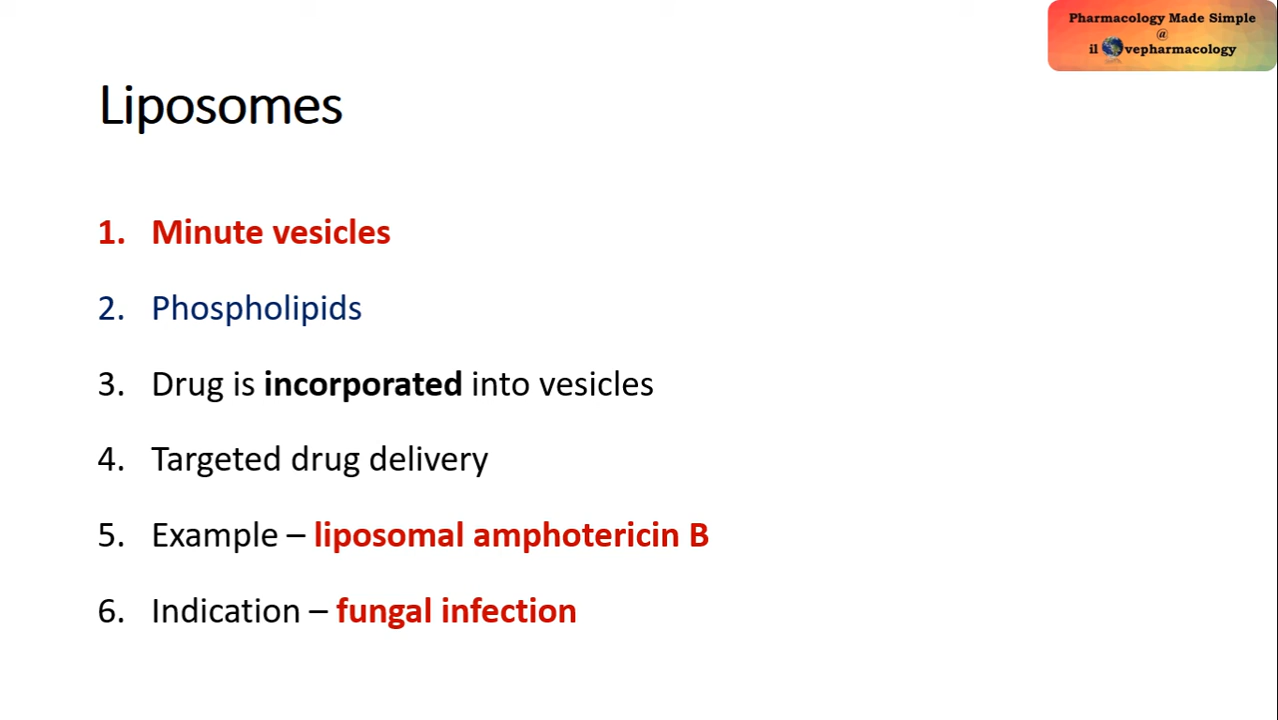 Pharmacology Made Simple
@
il vepharmacology
Liposomes
1. Minute vesicles
2. Phospholipids
3. Drug is incorporated into vesicles
4. Targeted drug delivery
5. Example – liposomal amphotericin B
6. Indication – fungal infection